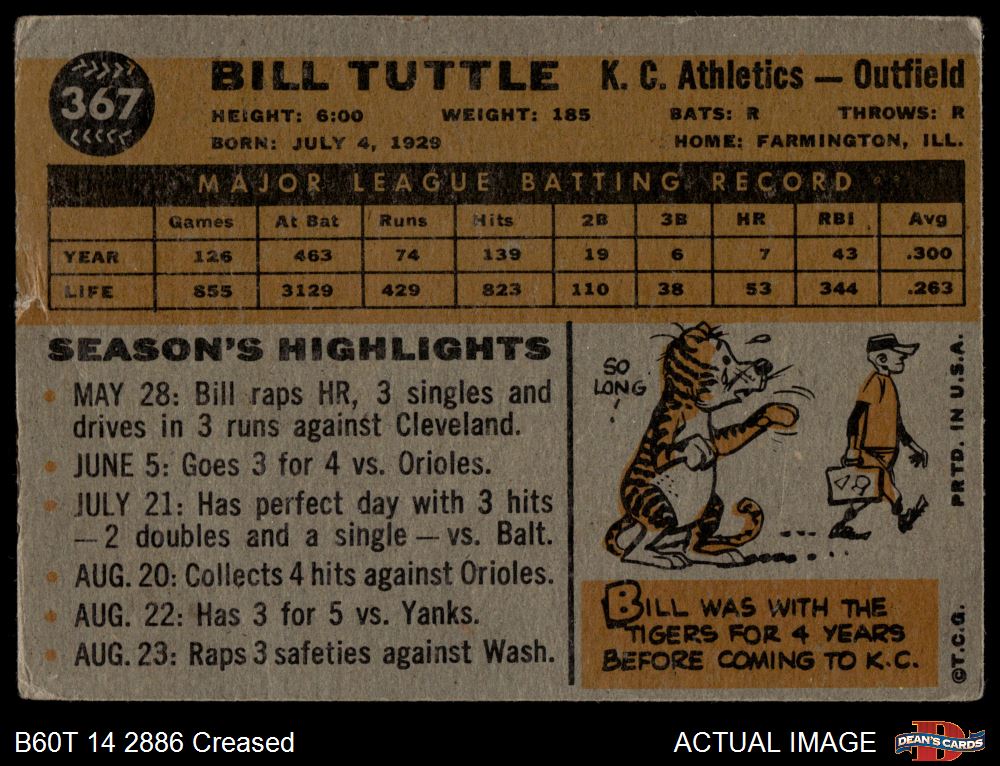 367
BILL TUTTLE K. C. Athletics — Outfield
HEIGHT: 6:00 WEIGHT: 185 BATS: R THROWS: R
BORN: JULY 4, 1929 HOME: FARMINGTON, ILL.
MAJOR LEAGUE BATTING RECORD
Games At Bat Runs Hits 2B 3B HR RBI Avg
YEAR 126 463 74 139 19 6 7 43 .300
LIFE 855 3129 429 823 110 38 53 344 .263
SEASON'S HIGHLIGHTS
• MAY 28: Bill raps HR, 3 singles and
drives in 3 runs against Cleveland.
• JUNE 5: Goes 3 for 4 vs. Orioles.
• JULY 21: Has perfect day with 3 hits
— 2 doubles and a single — vs. Balt.
• AUG. 20: Collects 4 hits against Orioles.
• AUG. 22: Has 3 for 5 vs. Yanks.
• AUG. 23: Raps 3 safeties against Wash.
SO
LONG
!
BILL WAS WITH THE
TIGERS FOR 4 YEARS
BEFORE COMING TO K.C.
PRTD. IN U.S.A.
©T.C.G.
B60T 14 2886 Creased
ACTUAL IMAGE
DEAN'S CARDS